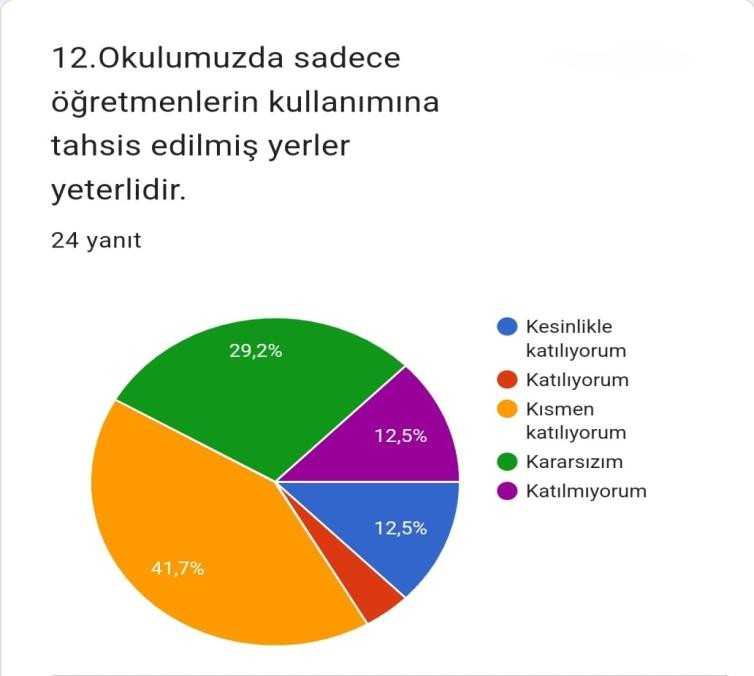 12.Okulumuzda sadece
öğretmenlerin kullanımına
tahsis edilmiş yerler
yeterlidir.
24 yanıt
29,2%
12,5%
12,5%
41,7%
Kesinlikle
katılıyorum
Katılıyorum
Kısmen
katılıyorum
Kararsızım
Katılmıyorum